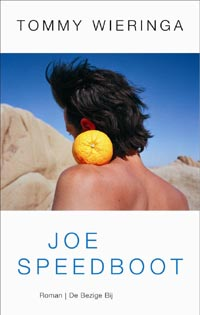 TOMMY WIERINGA
JOE
SPEEDBOOT
Roman | De Bezige Bij